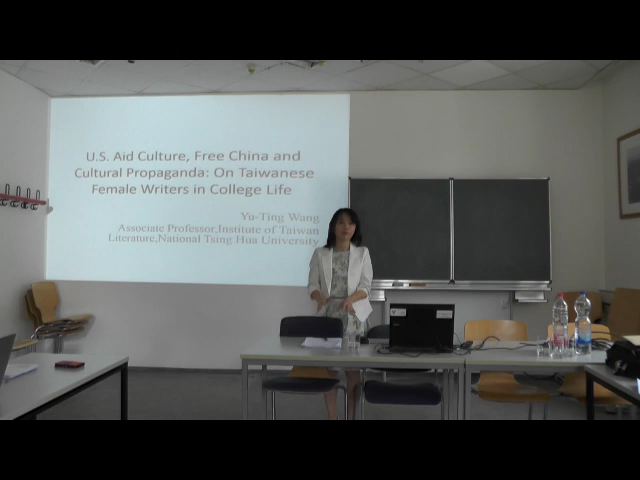 U.S. Aid Culture, Free China and
Cultural Propaganda: On Taiwanese
Female Writers in College Life
Yu-Ting Wang
Associate Professor,Institute of Taiwan
Literature,National Tsing Hua University